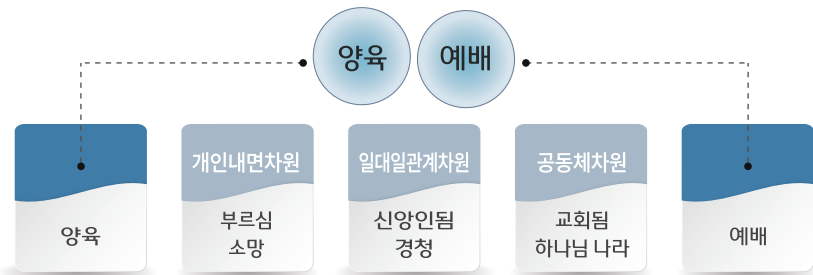 양육
예배
개인내면차원
일대일관계차원
공동체차원
양육
부르심
소망
신앙인됨
경청
교회됨
하나님 나라
예배